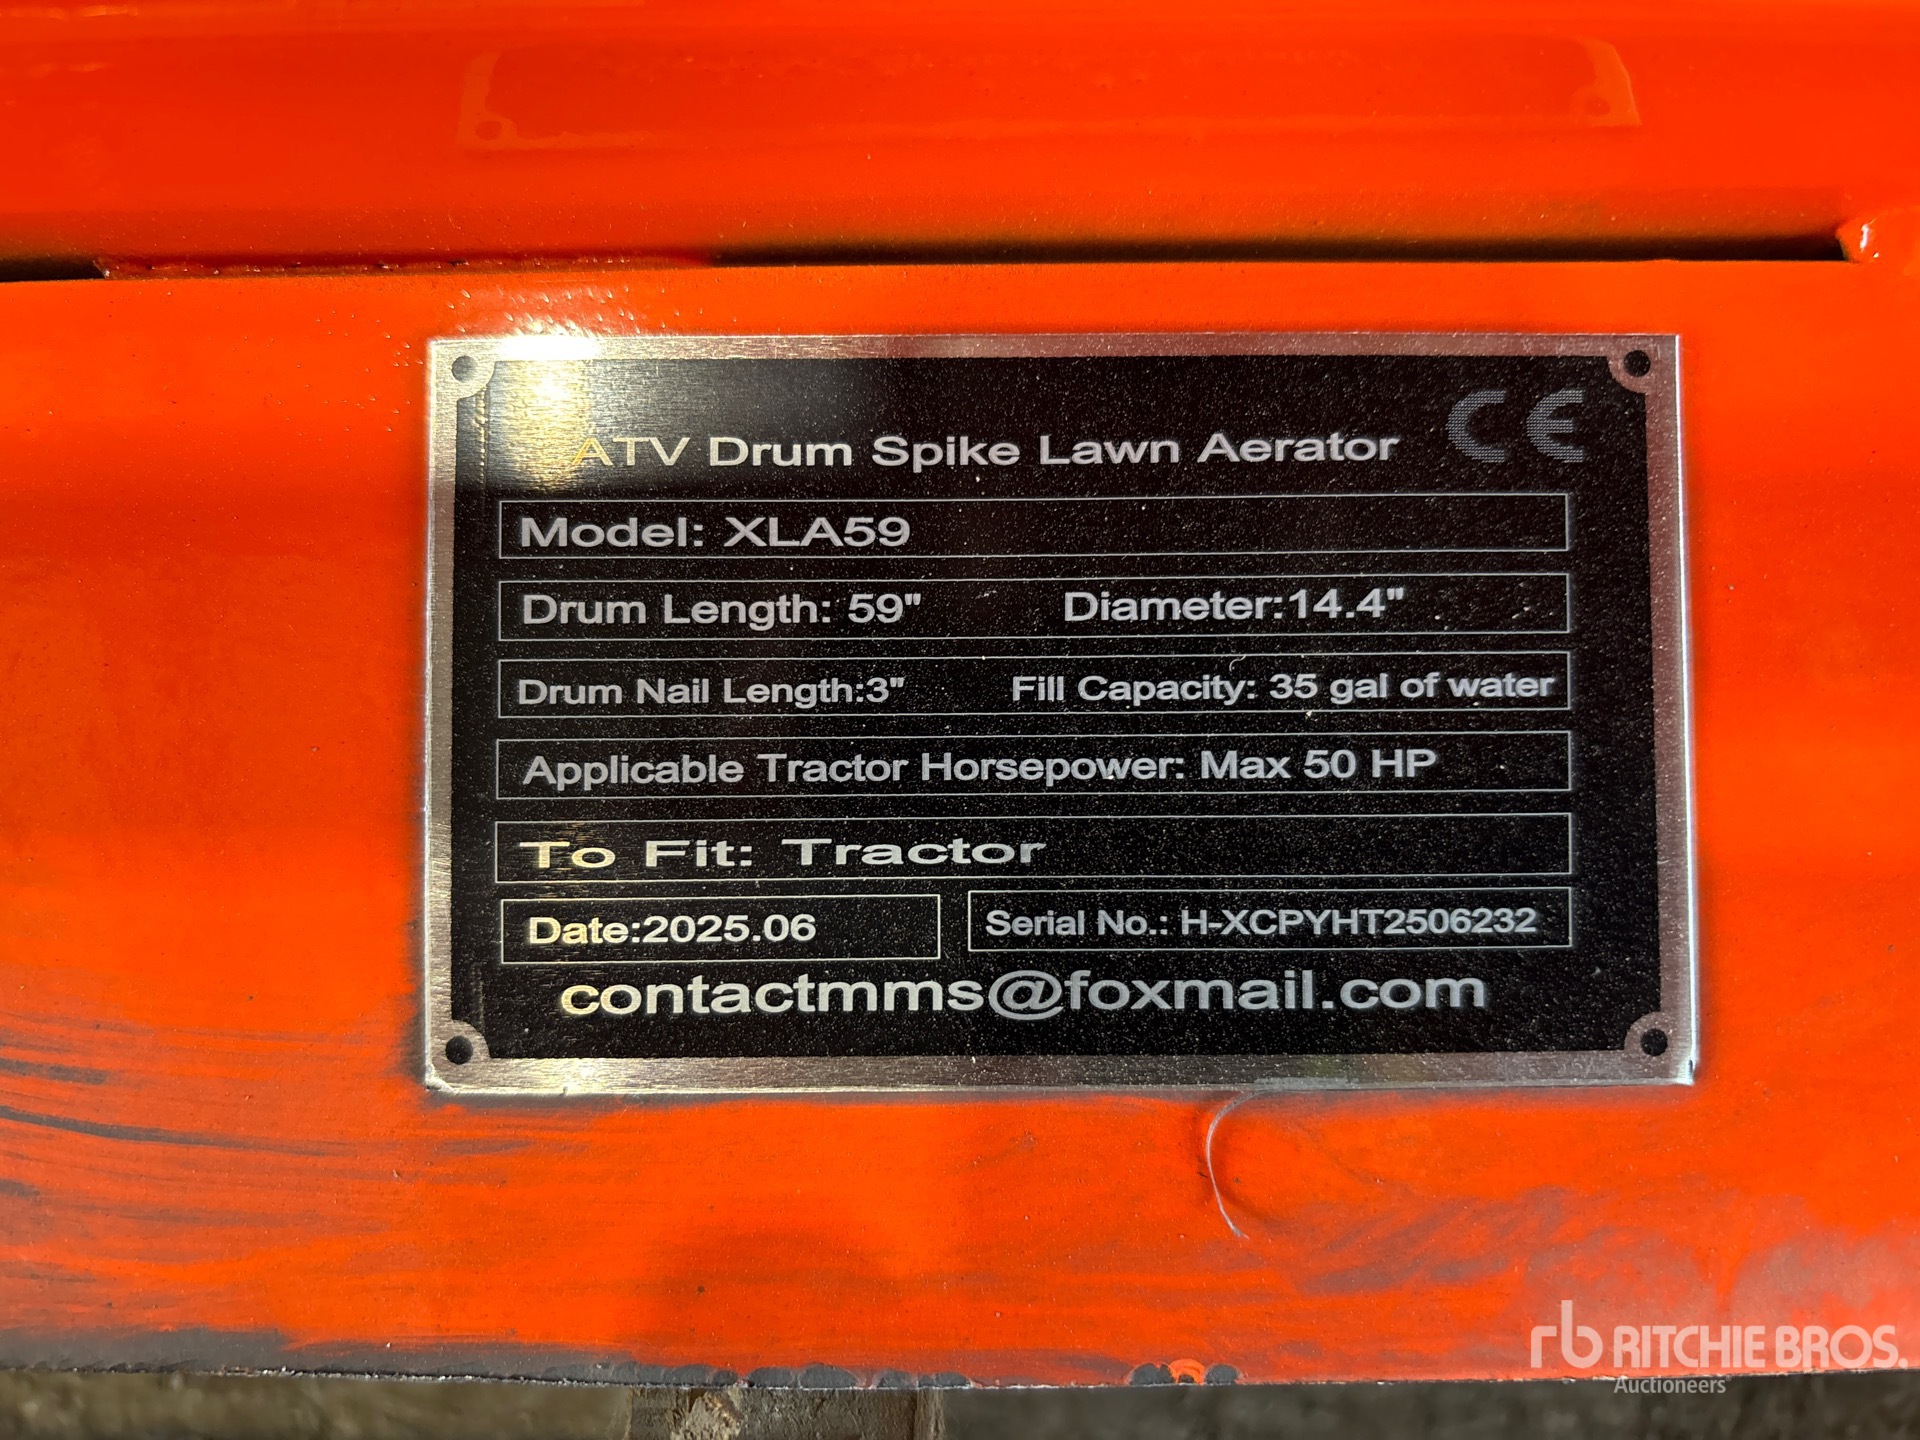 CE
ATV Drum Spike Lawn Aerator
Model: XLA59
Drum Length: 59" Diameter:14.4"
Drum Nail Length:3" Fill Capacity: 35 gal of water
Applicable Tractor Horsepower: Max 50 HP
To Fit: Tractor
Date:2025.06 Serial No.: H-XCPYHT2506232
contactmms@foxmail.com
rb RITCHIE BROS.
Auctioneers